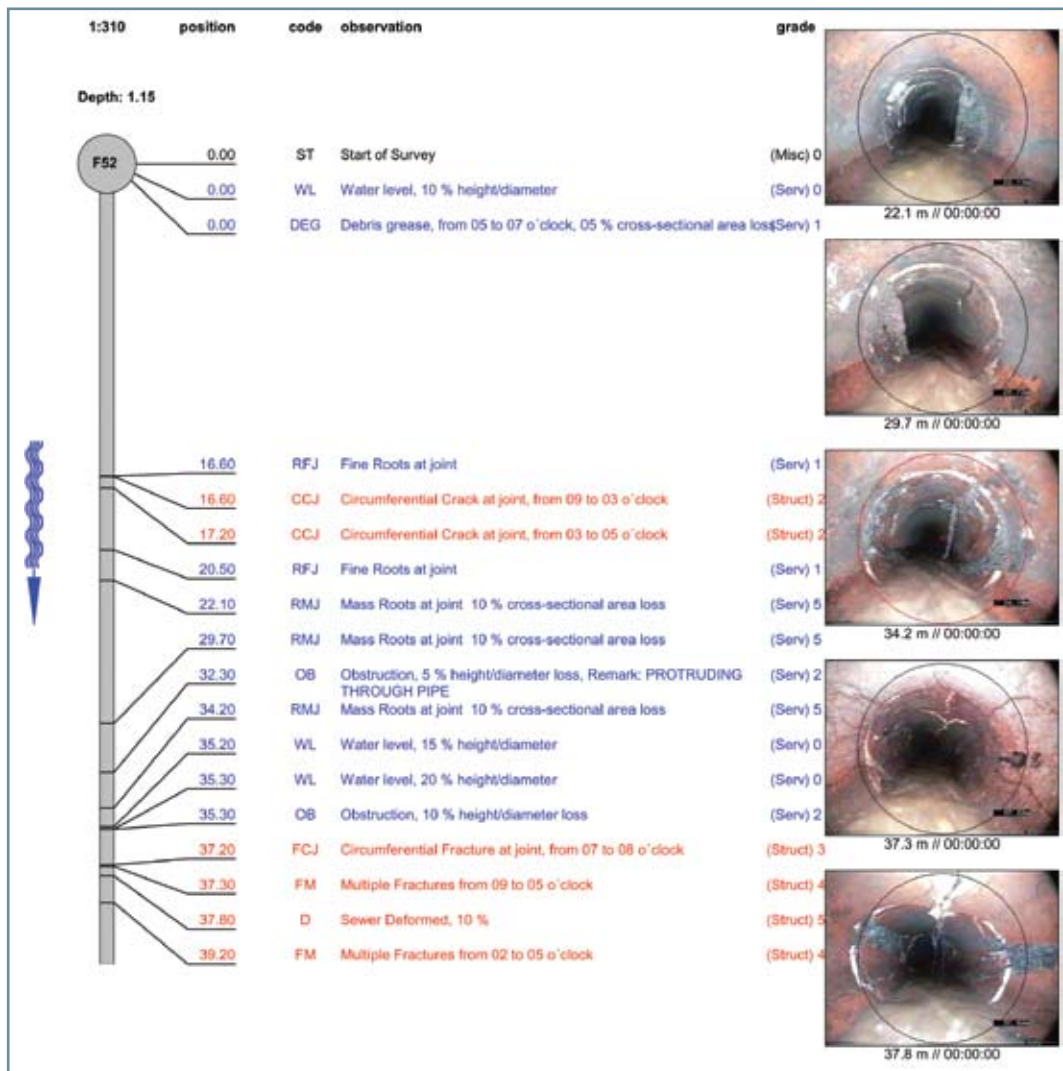 1:310 position code observation grade
Depth: 1.15
F52
0.00 ST Start of Survey (Misc) 0
0.00 WL Water level, 10 % height/diameter (Serv) 0
0.00 DEG Debris grease, from 05 to 07 o´clock, 05 % cross-sectional area loss (Serv) 1
16.60 RFJ Fine Roots at joint (Serv) 1
16.60 CCJ Circumferential Crack at joint, from 09 to 03 o´clock (Struct) 2
17.20 CCJ Circumferential Crack at joint, from 03 to 05 o´clock (Struct) 2
20.50 RFJ Fine Roots at joint (Serv) 1
22.10 RMJ Mass Roots at joint 10 % cross-sectional area loss (Serv) 5
29.70 RMJ Mass Roots at joint 10 % cross-sectional area loss (Serv) 5
32.30 OB Obstruction, 5 % height/diameter loss, Remark: PROTRUDING (Serv) 2
THROUGH PIPE
34.20 RMJ Mass Roots at joint 10 % cross-sectional area loss (Serv) 5
35.20 WL Water level, 15 % height/diameter (Serv) 0
35.30 WL Water level, 20 % height/diameter (Serv) 0
35.30 OB Obstruction, 10 % height/diameter loss (Serv) 2
37.20 FCJ Circumferential Fracture at joint, from 07 to 08 o´clock (Struct) 3
37.30 FM Multiple Fractures from 09 to 05 o´clock (Struct) 4
37.80 D Sewer Deformed, 10 % (Struct) 5
39.20 FM Multiple Fractures from 02 to 05 o´clock (Struct) 4
22.1 m // 00:00:00
29.7 m // 00:00:00
34.2 m // 00:00:00
37.3 m // 00:00:00
37.8 m // 00:00:00